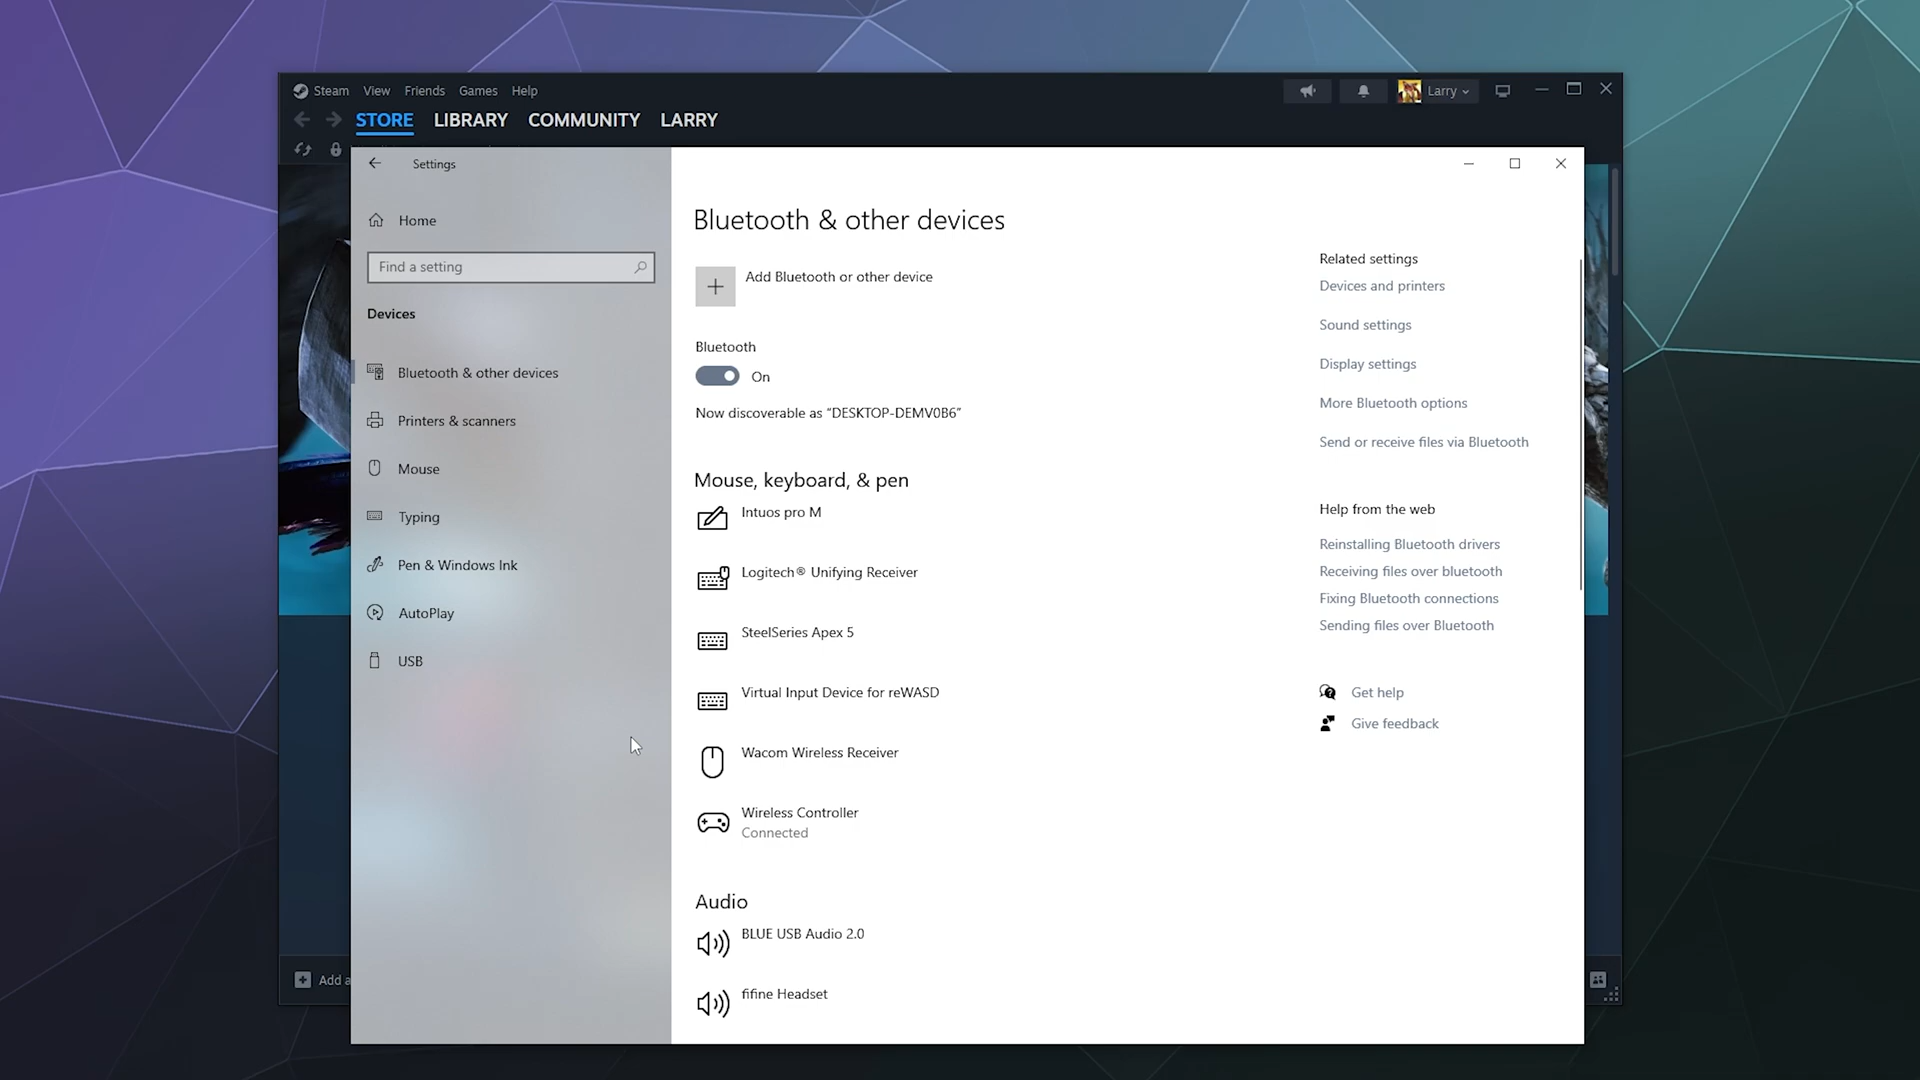 Steam View Friends Games Help
Larry
STORE LIBRARY COMMUNITY LARRY
Settings
Home
Find a setting
Devices
Bluetooth & other devices
Printers & scanners
Mouse
Typing
Pen & Windows Ink
AutoPlay
USB
Bluetooth & other devices
Add Bluetooth or other device
Bluetooth
On
Now discoverable as “DESKTOP-DEMV0B6”
Mouse, keyboard, & pen
Intuos pro M
Logitech® Unifying Receiver
SteelSeries Apex 5
Virtual Input Device for reWASD
Wacom Wireless Receiver
Wireless Controller
Connected
Audio
BLUE USB Audio 2.0
fifine Headset
Related settings
Devices and printers
Sound settings
Display settings
More Bluetooth options
Send or receive files via Bluetooth
Help from the web
Reinstalling Bluetooth drivers
Receiving files over bluetooth
Fixing Bluetooth connections
Sending files over Bluetooth
Get help
Give feedback
Add a